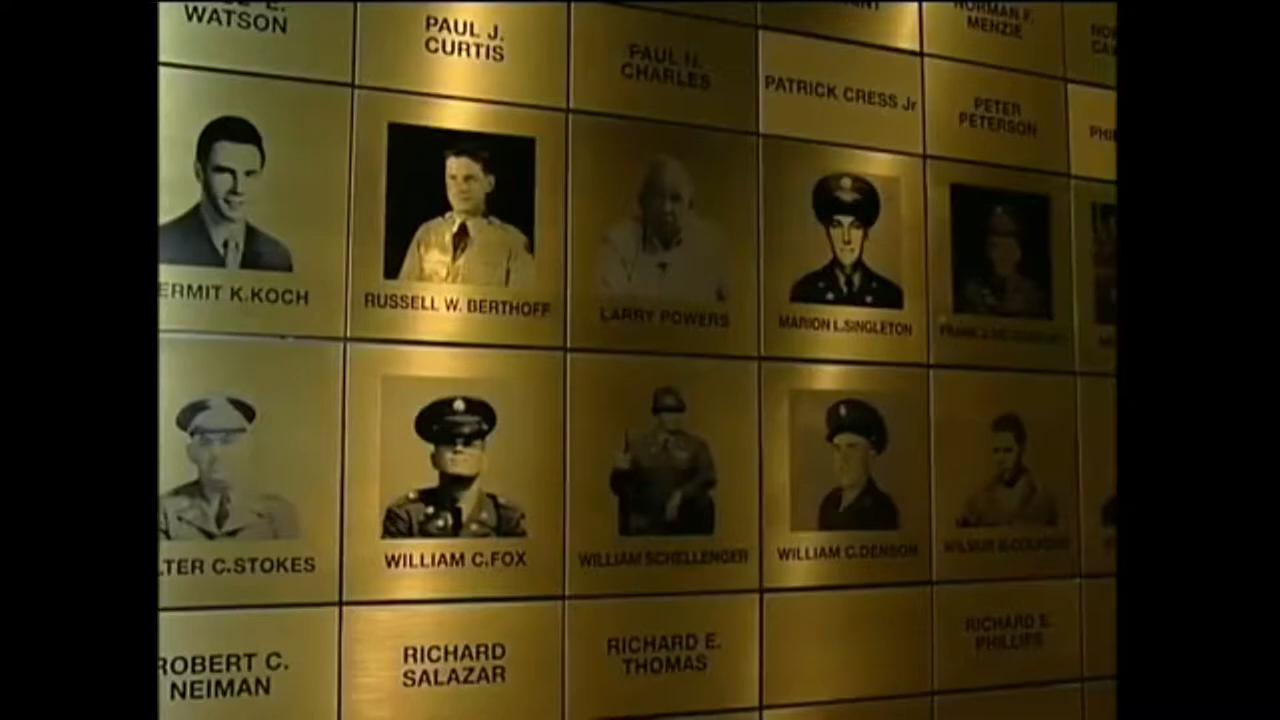 WATSON
PAUL J.
CURTIS
PAUL H.
CHARLES
PATRICK CRESS Jr
NORMAN F.
MENZIE
PETER
PETERSON
ERMIT K.KOCH
RUSSELL W. BERTHOFF
LARRY POWERS
MARION L.SINGLETON
LTER C.STOKES
WILLIAM C.FOX
WILLIAM SCHELLENGER
WILLIAM C.DENSON
ROBERT C.
NEIMAN
RICHARD
SALAZAR
RICHARD E.
THOMAS
RICHARD E.
PHILLIPS